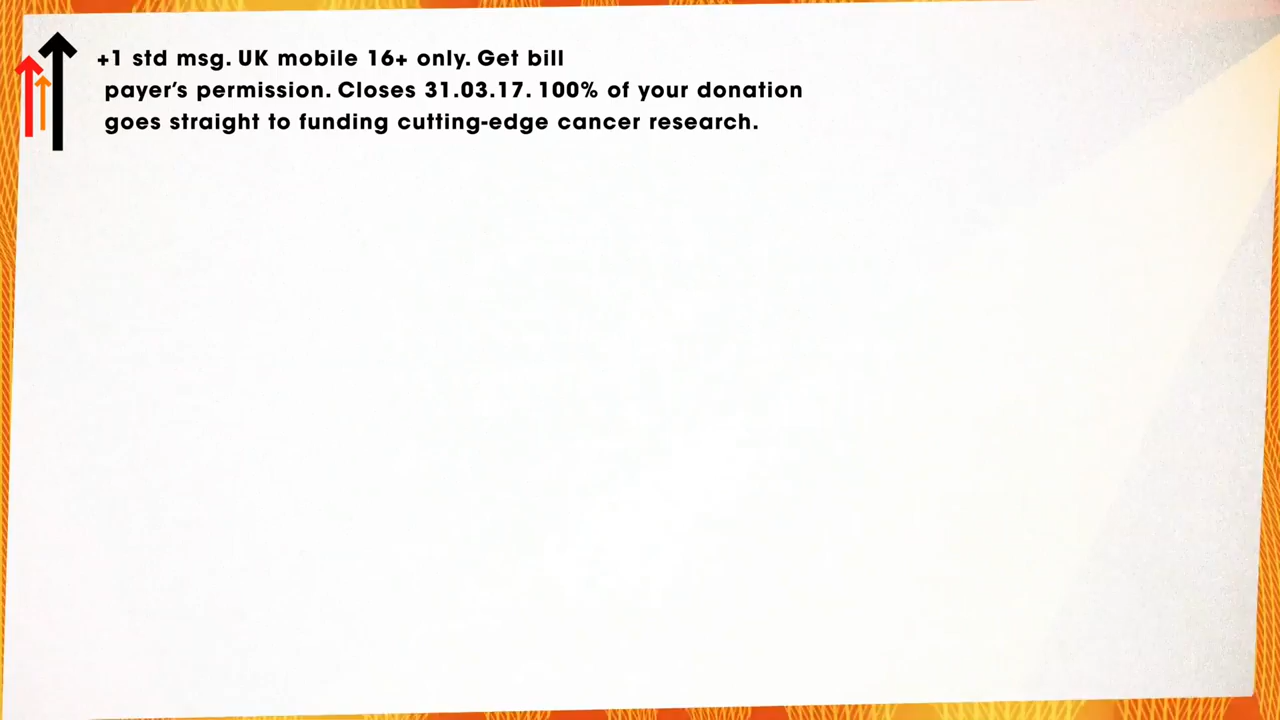 +1 std msg. UK mobile 16+ only. Get bill
payer's permission. Closes 31.03.17. 100% of your donation
goes straight to funding cutting-edge cancer research.